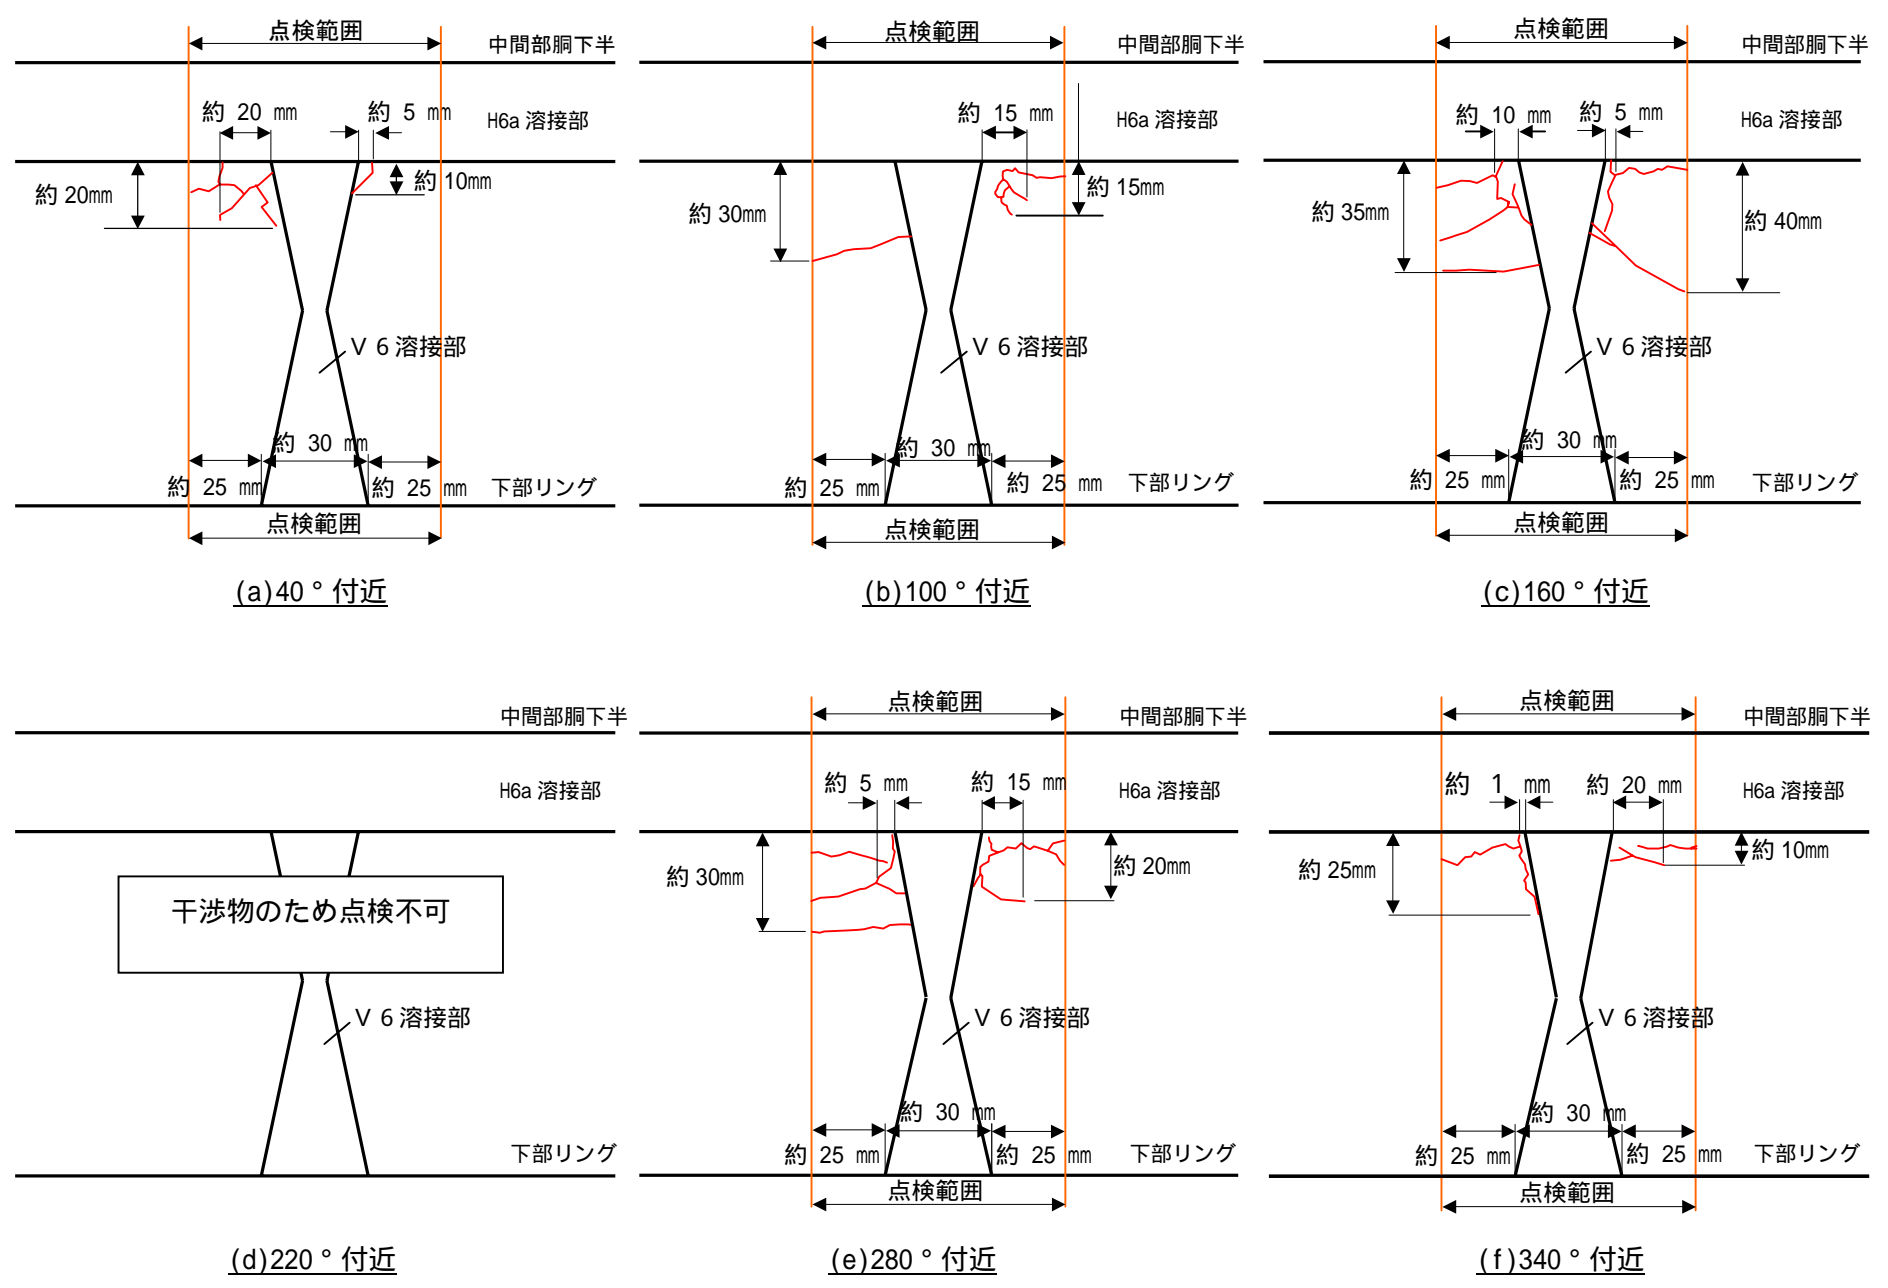 点検範囲
中間部胴下半
約 20 ㎜
約 5 ㎜
H6a 溶接部
約 20㎜
約 10㎜
V 6 溶接部
約 30 ㎜
約 25 ㎜
約 25 ㎜
下部リング
点検範囲
(a)40°付近
点検範囲
中間部胴下半
約 15 ㎜
H6a 溶接部
約 30㎜
約 15㎜
V 6 溶接部
約 30 ㎜
約 25 ㎜
約 25 ㎜
下部リング
点検範囲
(b)100°付近
点検範囲
中間部胴下半
約 10 ㎜
約 5 ㎜
H6a 溶接部
約 35㎜
約 40㎜
V 6 溶接部
約 30 ㎜
約 25 ㎜
約 25 ㎜
下部リング
点検範囲
(c)160°付近
中間部胴下半
H6a 溶接部
干渉物のため点検不可
V 6 溶接部
下部リング
(d)220°付近
点検範囲
中間部胴下半
約 5 ㎜
約 15 ㎜
H6a 溶接部
約 30㎜
約 20㎜
V 6 溶接部
約 30 ㎜
約 25 ㎜
約 25 ㎜
下部リング
点検範囲
(e)280°付近
点検範囲
中間部胴下半
約 1 ㎜
約 20 ㎜
H6a 溶接部
約 25㎜
約 10㎜
V 6 溶接部
約 30 ㎜
約 25 ㎜
約 25 ㎜
下部リング
点検範囲
(f)340°付近